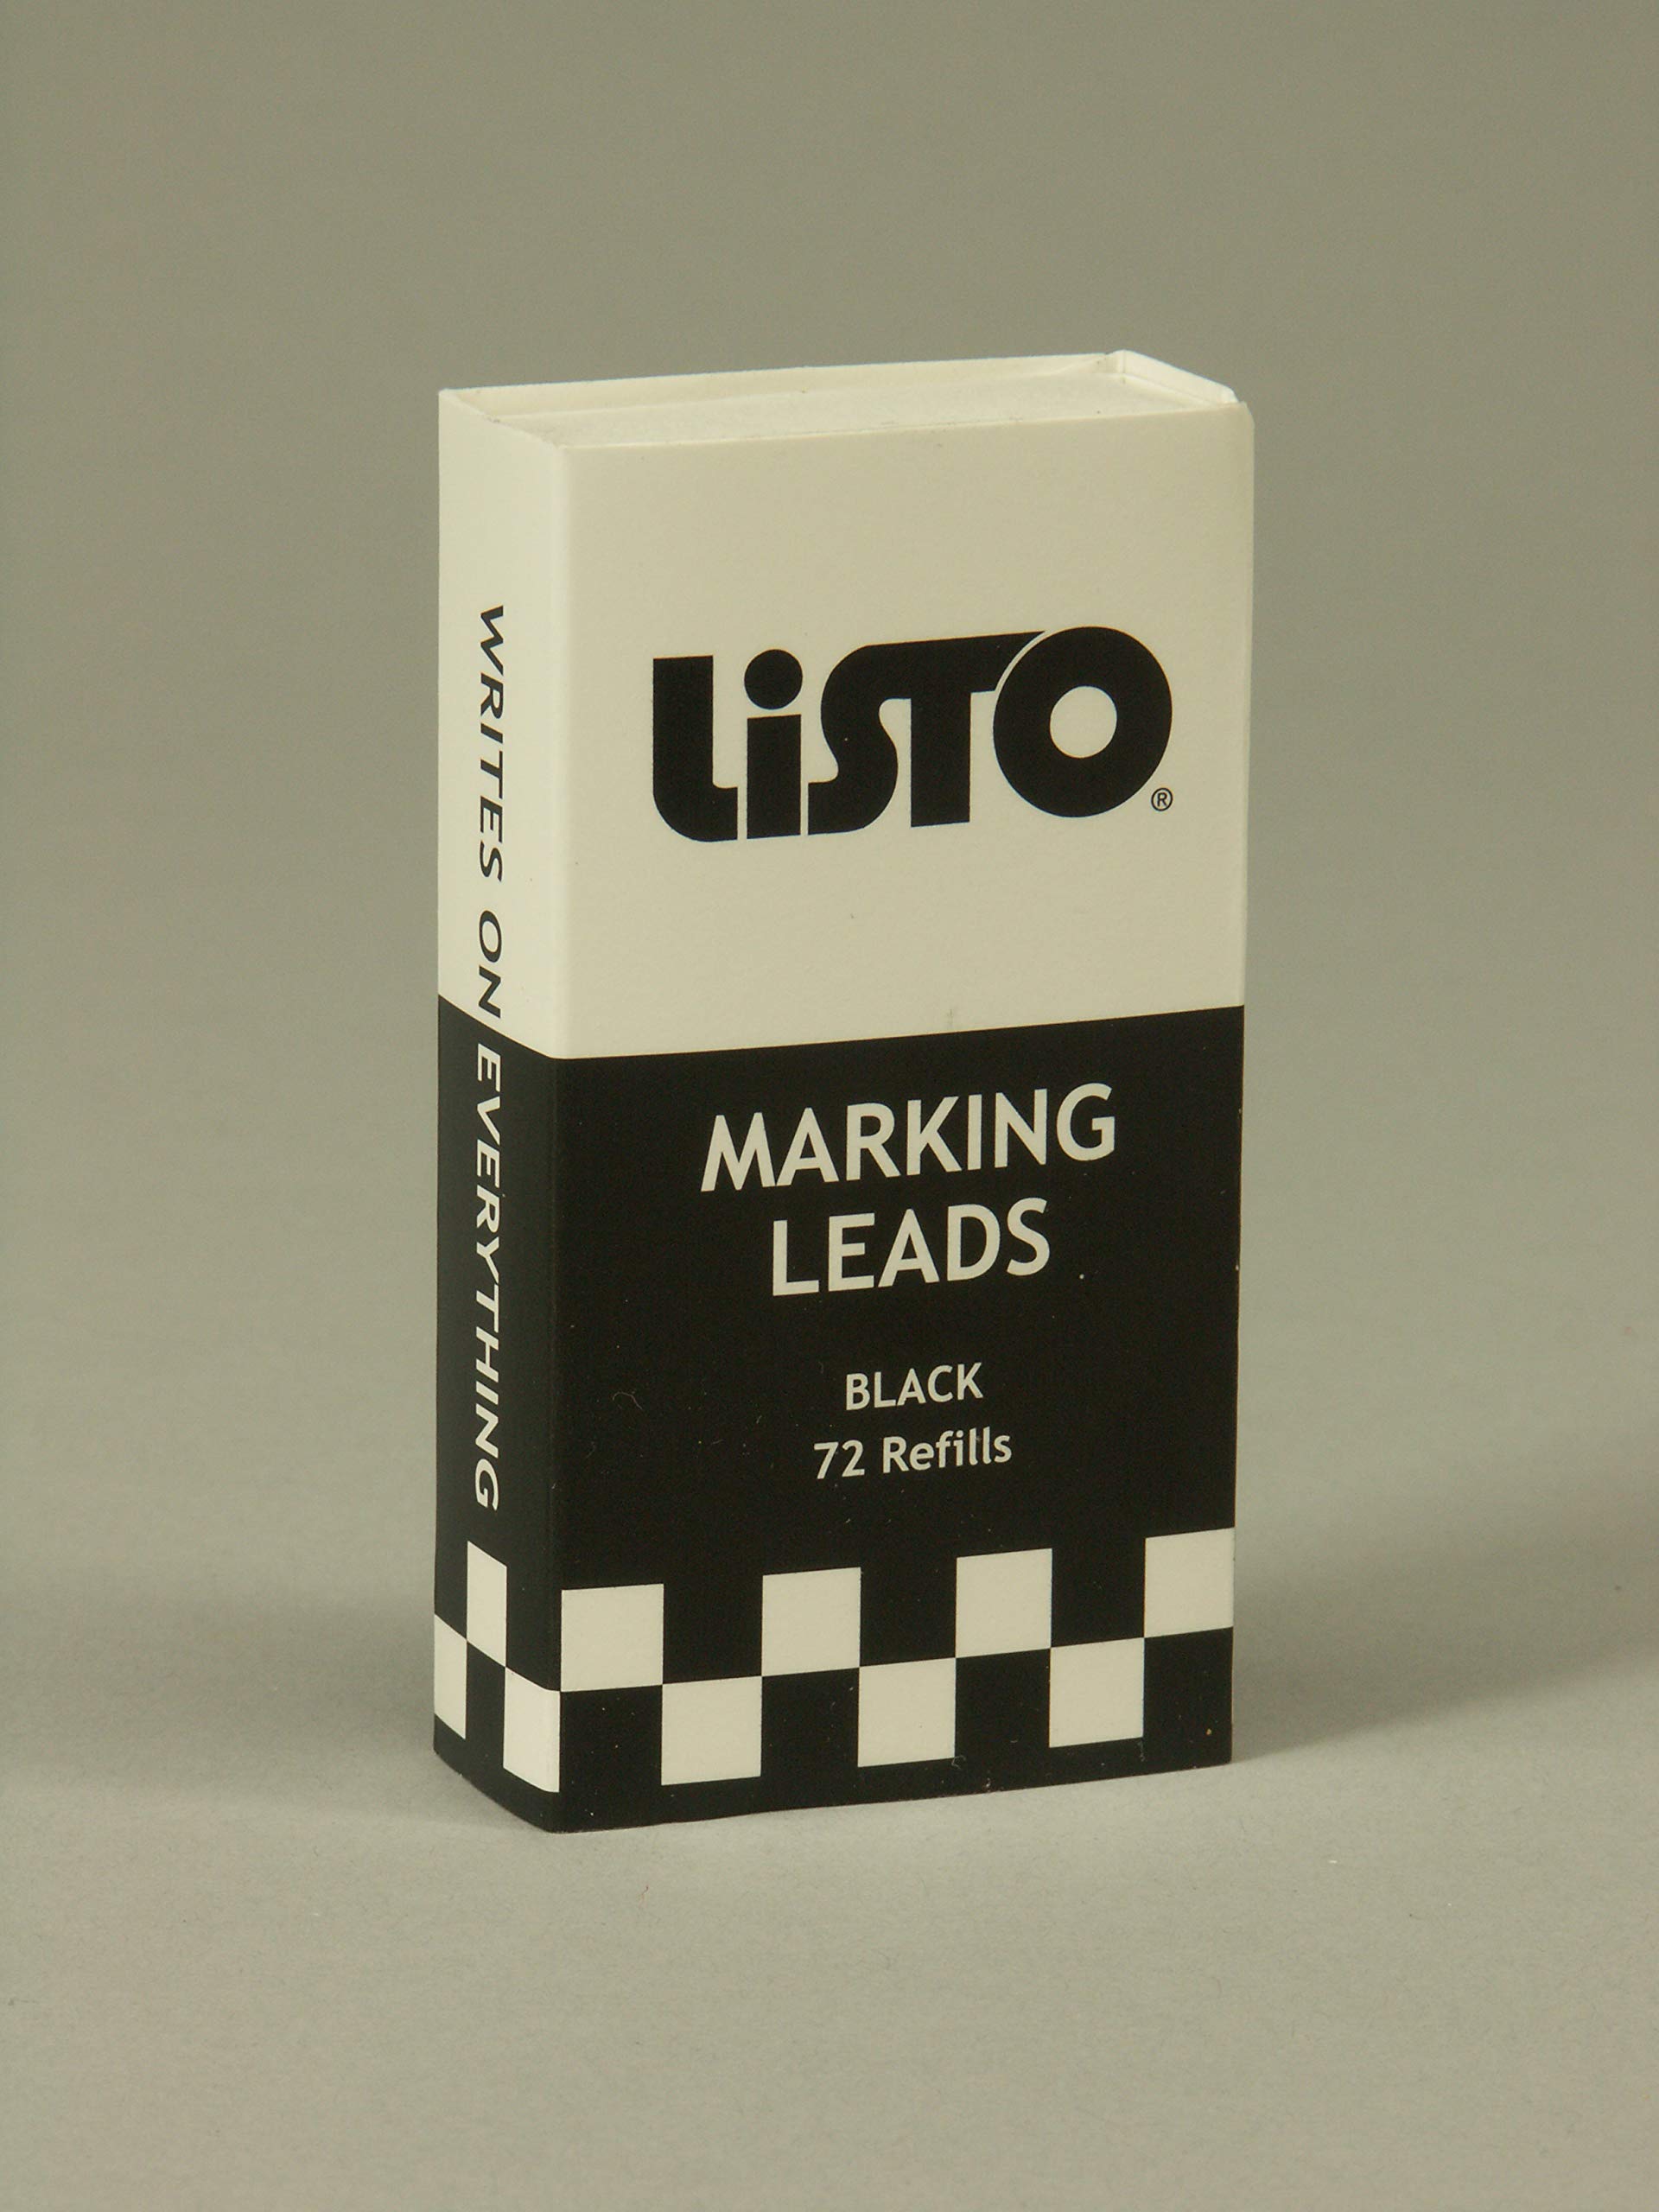 LiSTO®
MARKING
LEADS
BLACK
72 Refills
WRITES ON EVERYTHING